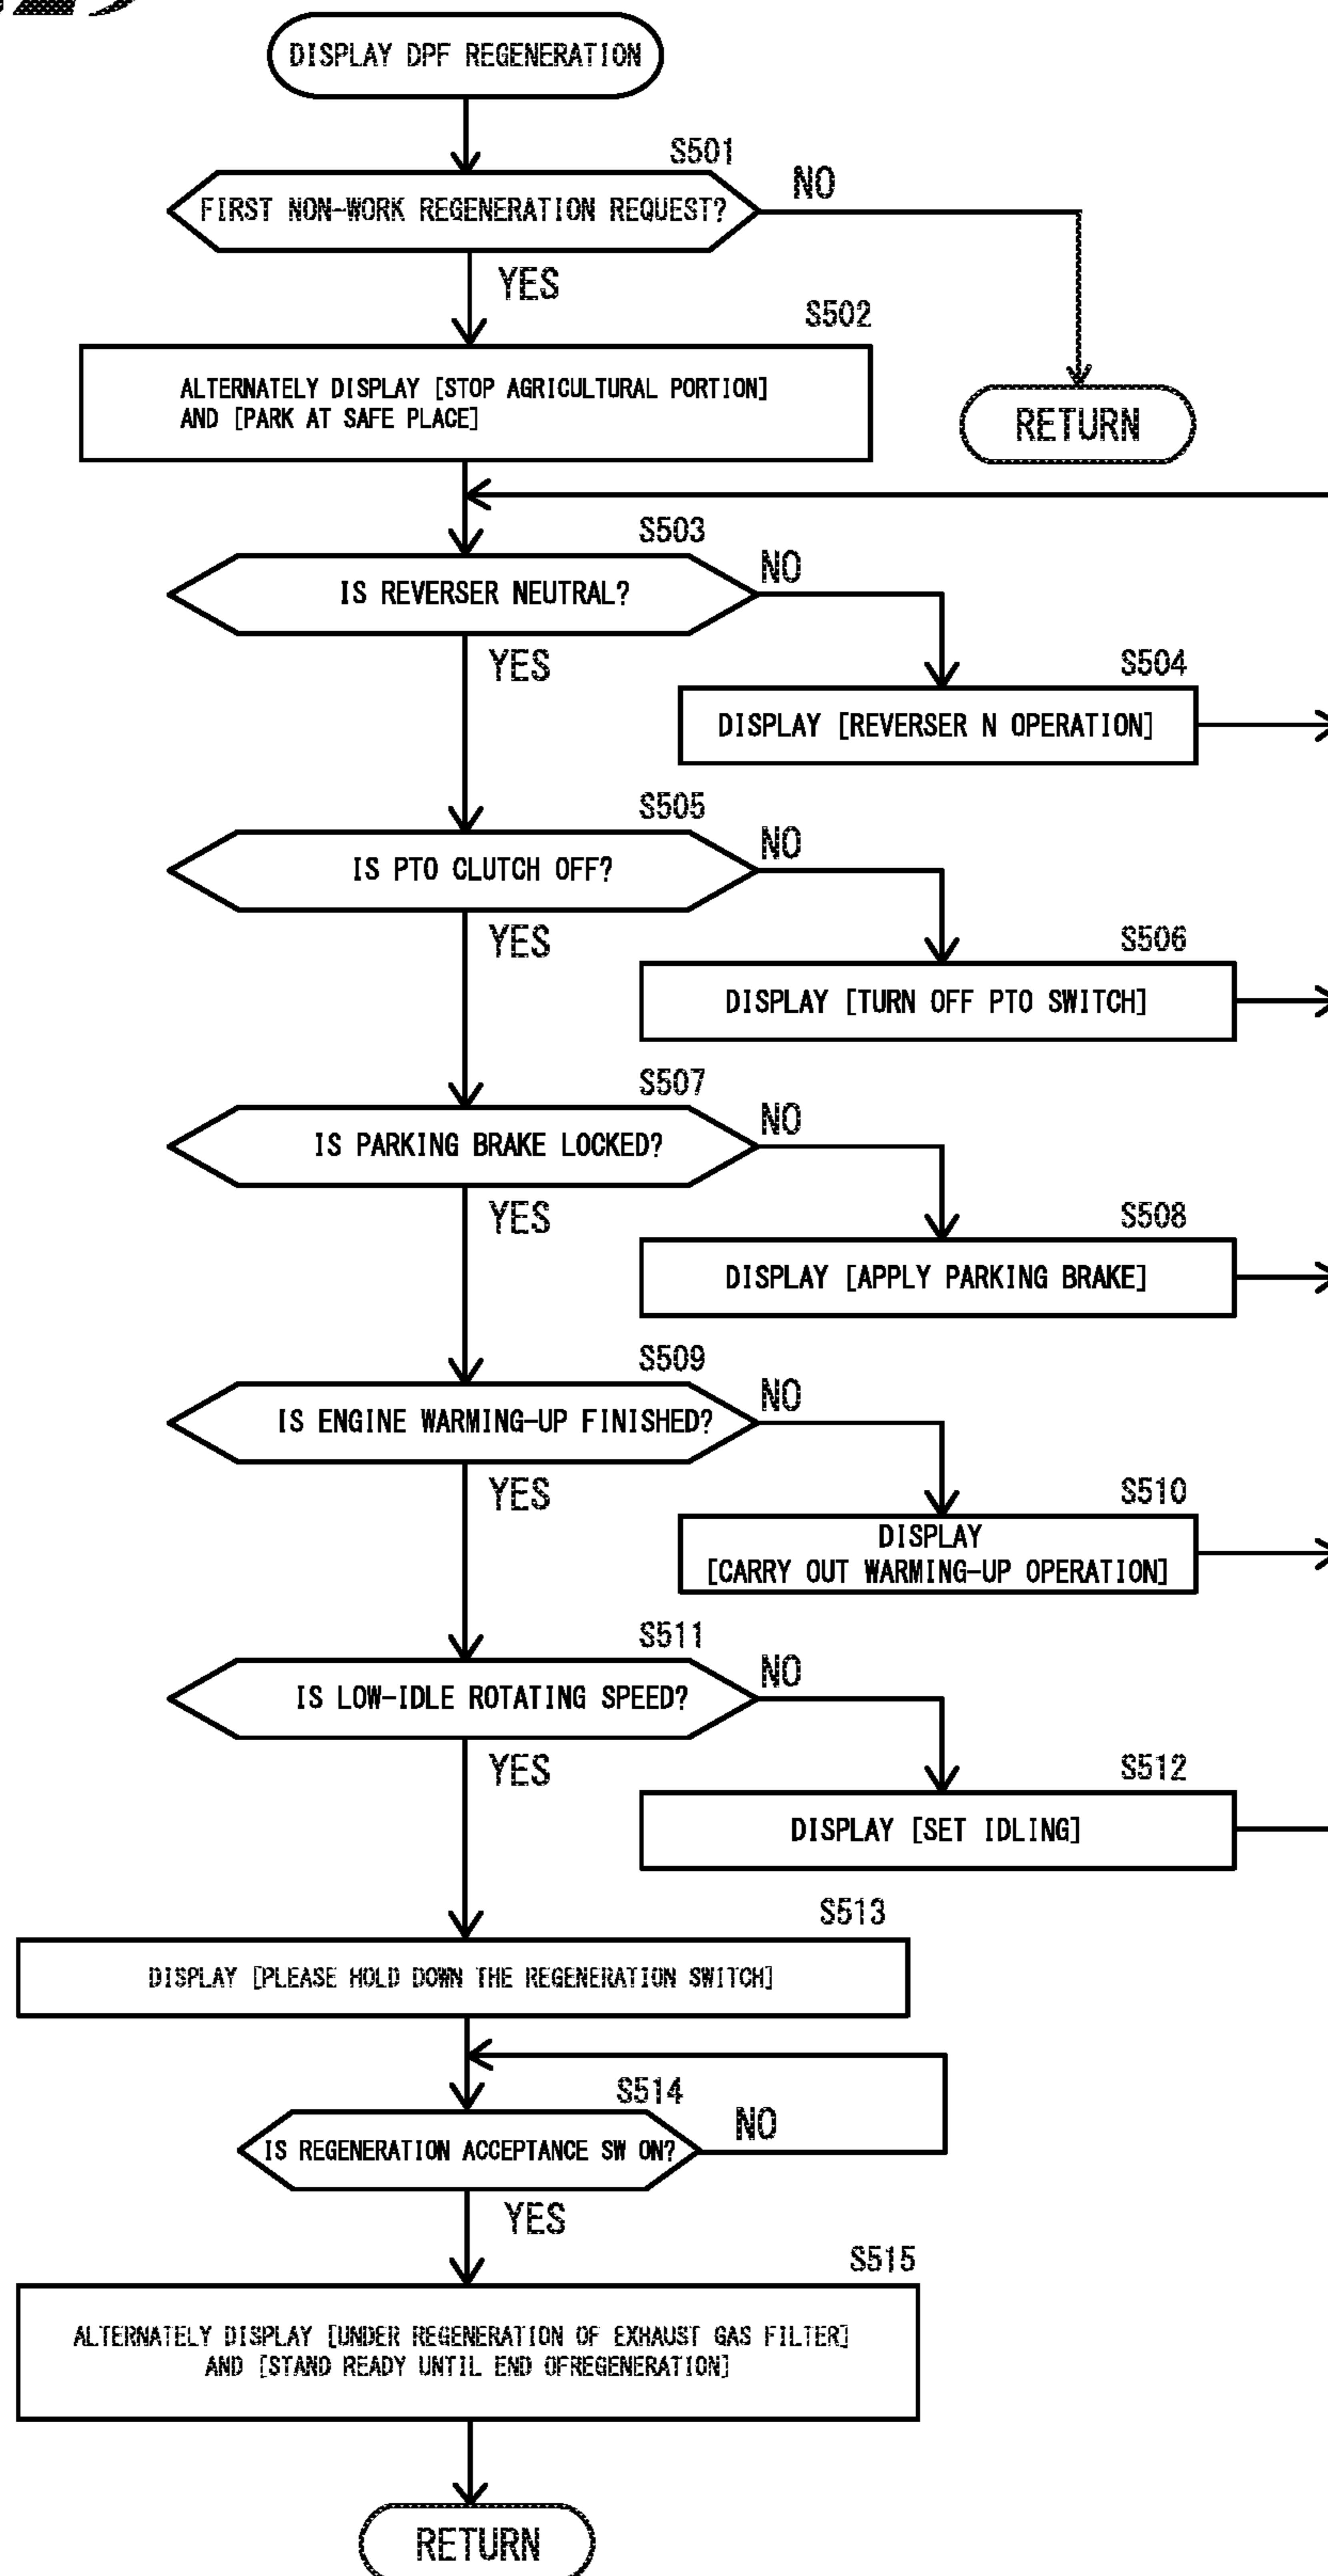 DISPLAY DPF REGENERATION
S501
FIRST NON-WORK REGENERATION REQUEST?
NO
YES
S502
ALTERNATELY DISPLAY [STOP AGRICULTURAL PORTION]
AND [PARK AT SAFE PLACE]
RETURN
S503
IS REVERSER NEUTRAL?
NO
YES
S504
DISPLAY [REVERSER N OPERATION]
S505
IS PTO CLUTCH OFF?
NO
YES
S506
DISPLAY [TURN OFF PTO SWITCH]
S507
IS PARKING BRAKE LOCKED?
NO
YES
S508
DISPLAY [APPLY PARKING BRAKE]
S509
IS ENGINE WARMING-UP FINISHED?
NO
YES
S510
DISPLAY
[CARRY OUT WARMING-UP OPERATION]
S511
IS LOW-IDLE ROTATING SPEED?
NO
YES
S512
DISPLAY [SET IDLING]
S513
DISPLAY [PLEASE HOLD DOWN THE REGENERATION SWITCH]
S514
IS REGENERATION ACCEPTANCE SW ON?
NO
YES
S515
ALTERNATELY DISPLAY [UNDER REGENERATION OF EXHAUST GAS FILTER]
AND [STAND READY UNTIL END OFREGENERATION]
RETURN